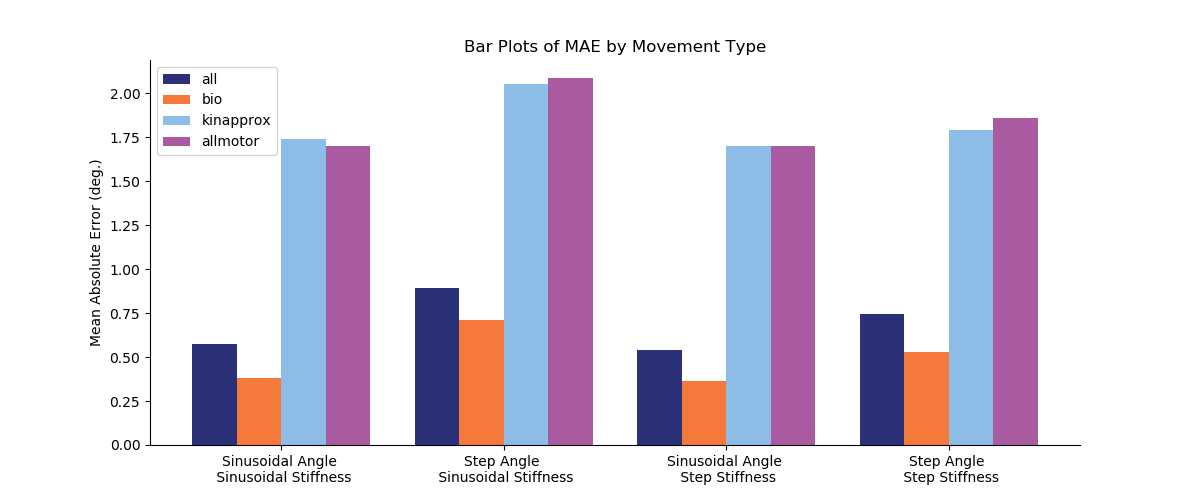 Bar Plots of MAE by Movement Type
all
bio
kinapprox
allmotor
Mean Absolute Error (deg.)
2.00
1.75
1.50
1.25
1.00
0.75
0.50
0.25
0.00
Sinusoidal Angle
Sinusoidal Stiffness
Step Angle
Sinusoidal Stiffness
Sinusoidal Angle
Step Stiffness
Step Angle
Step Stiffness